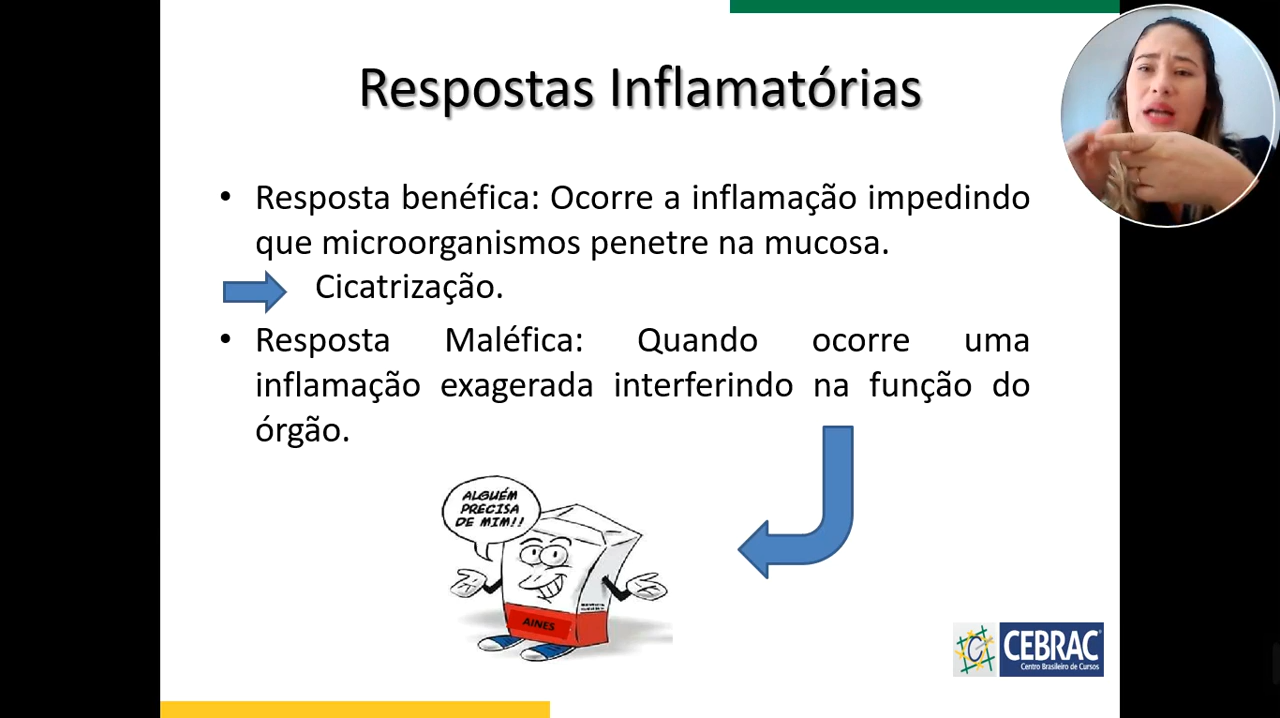 Respostas Inflamatórias
• Resposta benéfica: Ocorre a inflamação impedindo
que microorganismos penetre na mucosa.
Cicatrização.
• Resposta Maléfica: Quando ocorre uma
inflamação exagerada interferindo na função do
órgão.
ALGUÉM
PRECISA
DE MIM!!
AINES
CEBRAC
Centro Brasileiro de Cursos